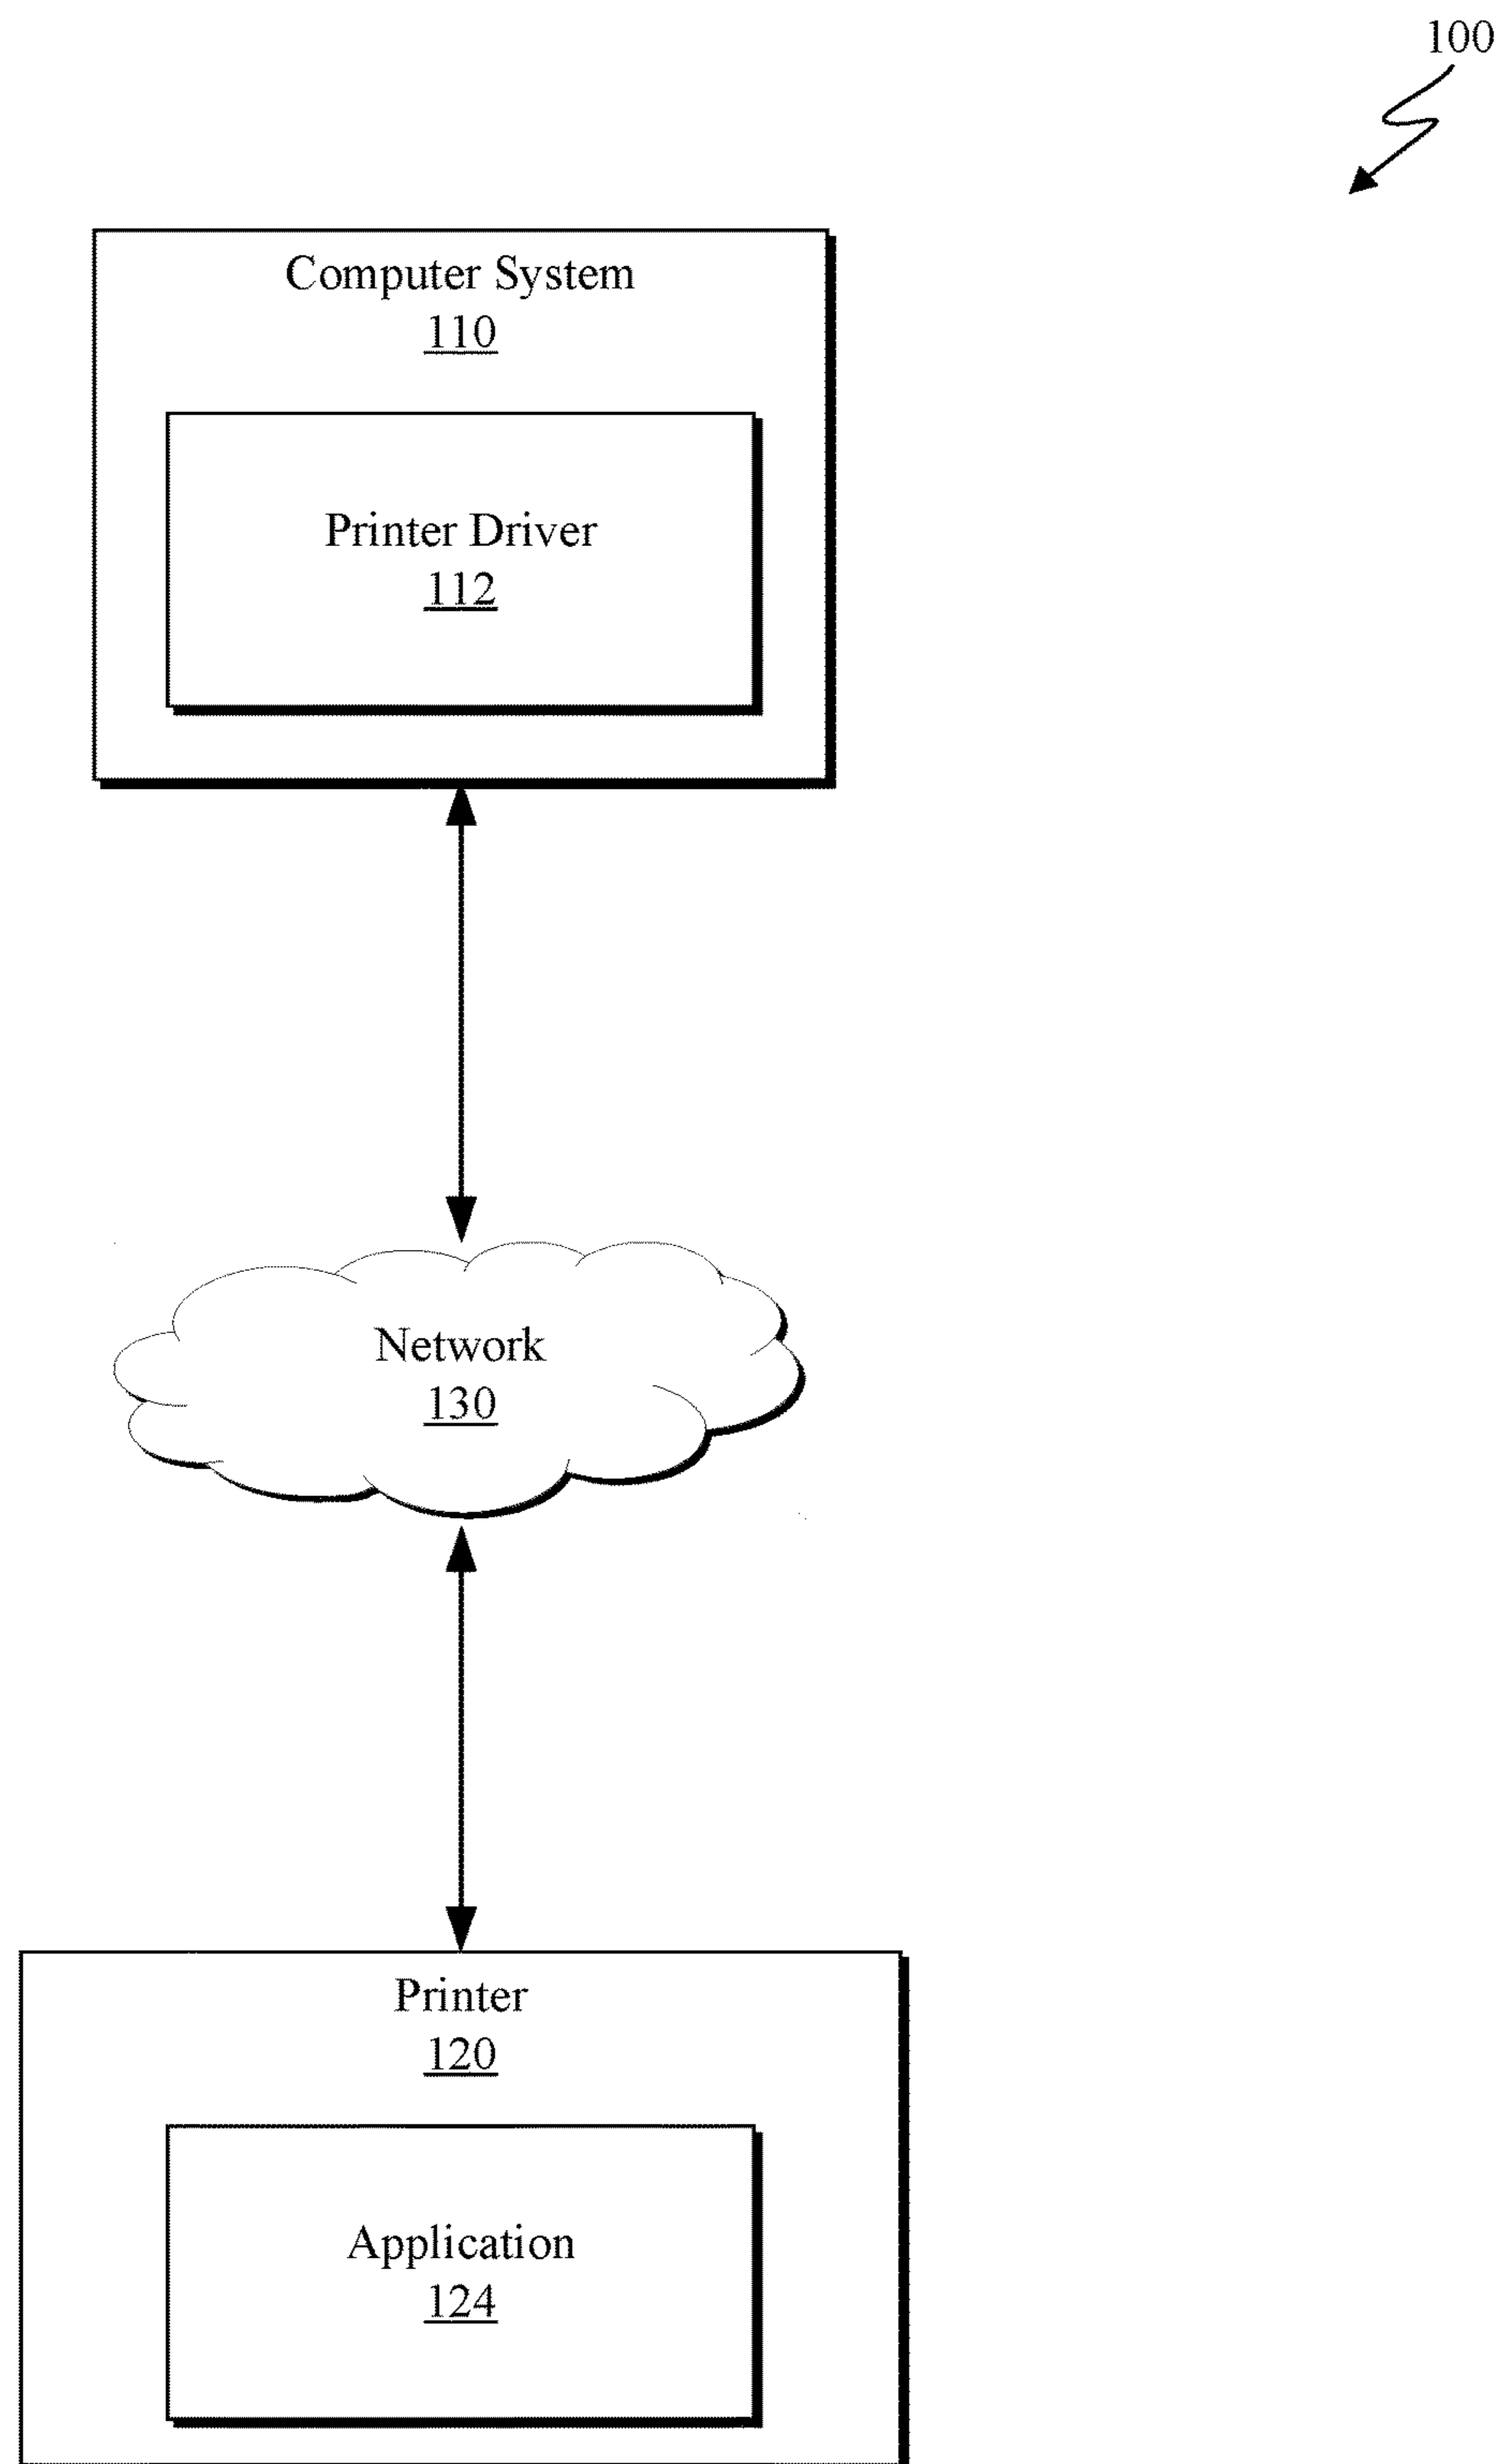 100
Computer System
110
Printer Driver
112
Network
130
Printer
120
Application
124